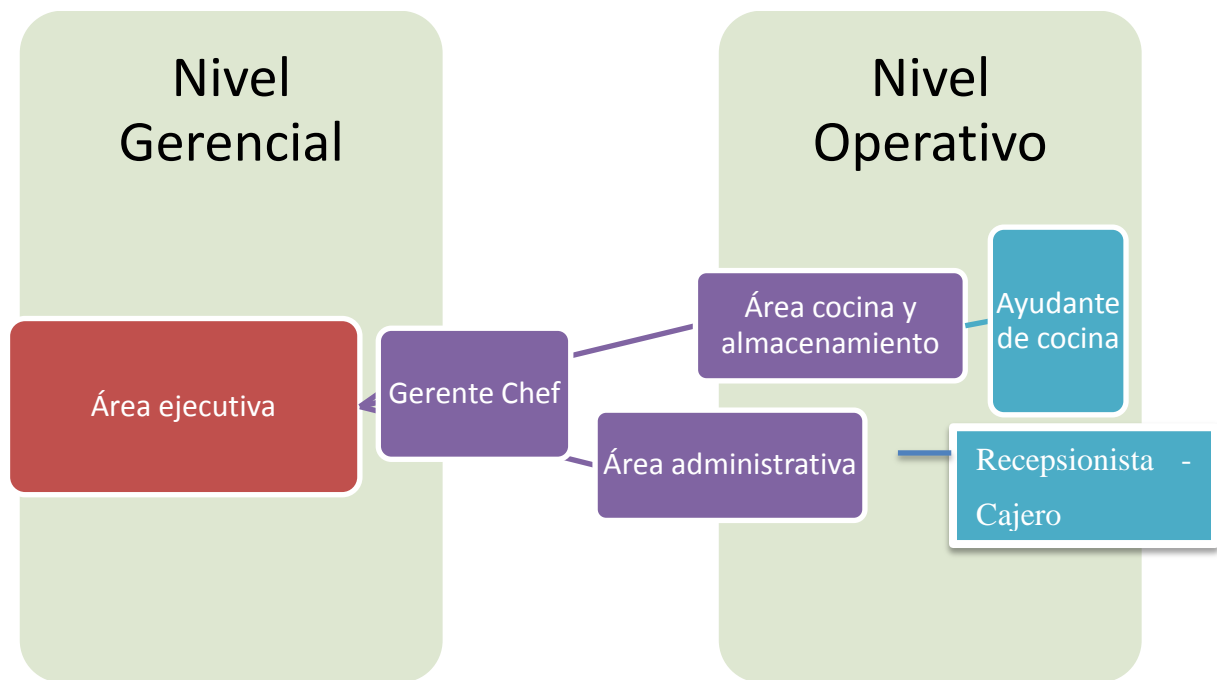 Nivel
Gerencial
Nivel
Operativo
Área ejecutiva
Gerente Chef
Área cocina y
almacenamiento
Ayudante
de cocina
Área administrativa
Recepsionista -
Cajero